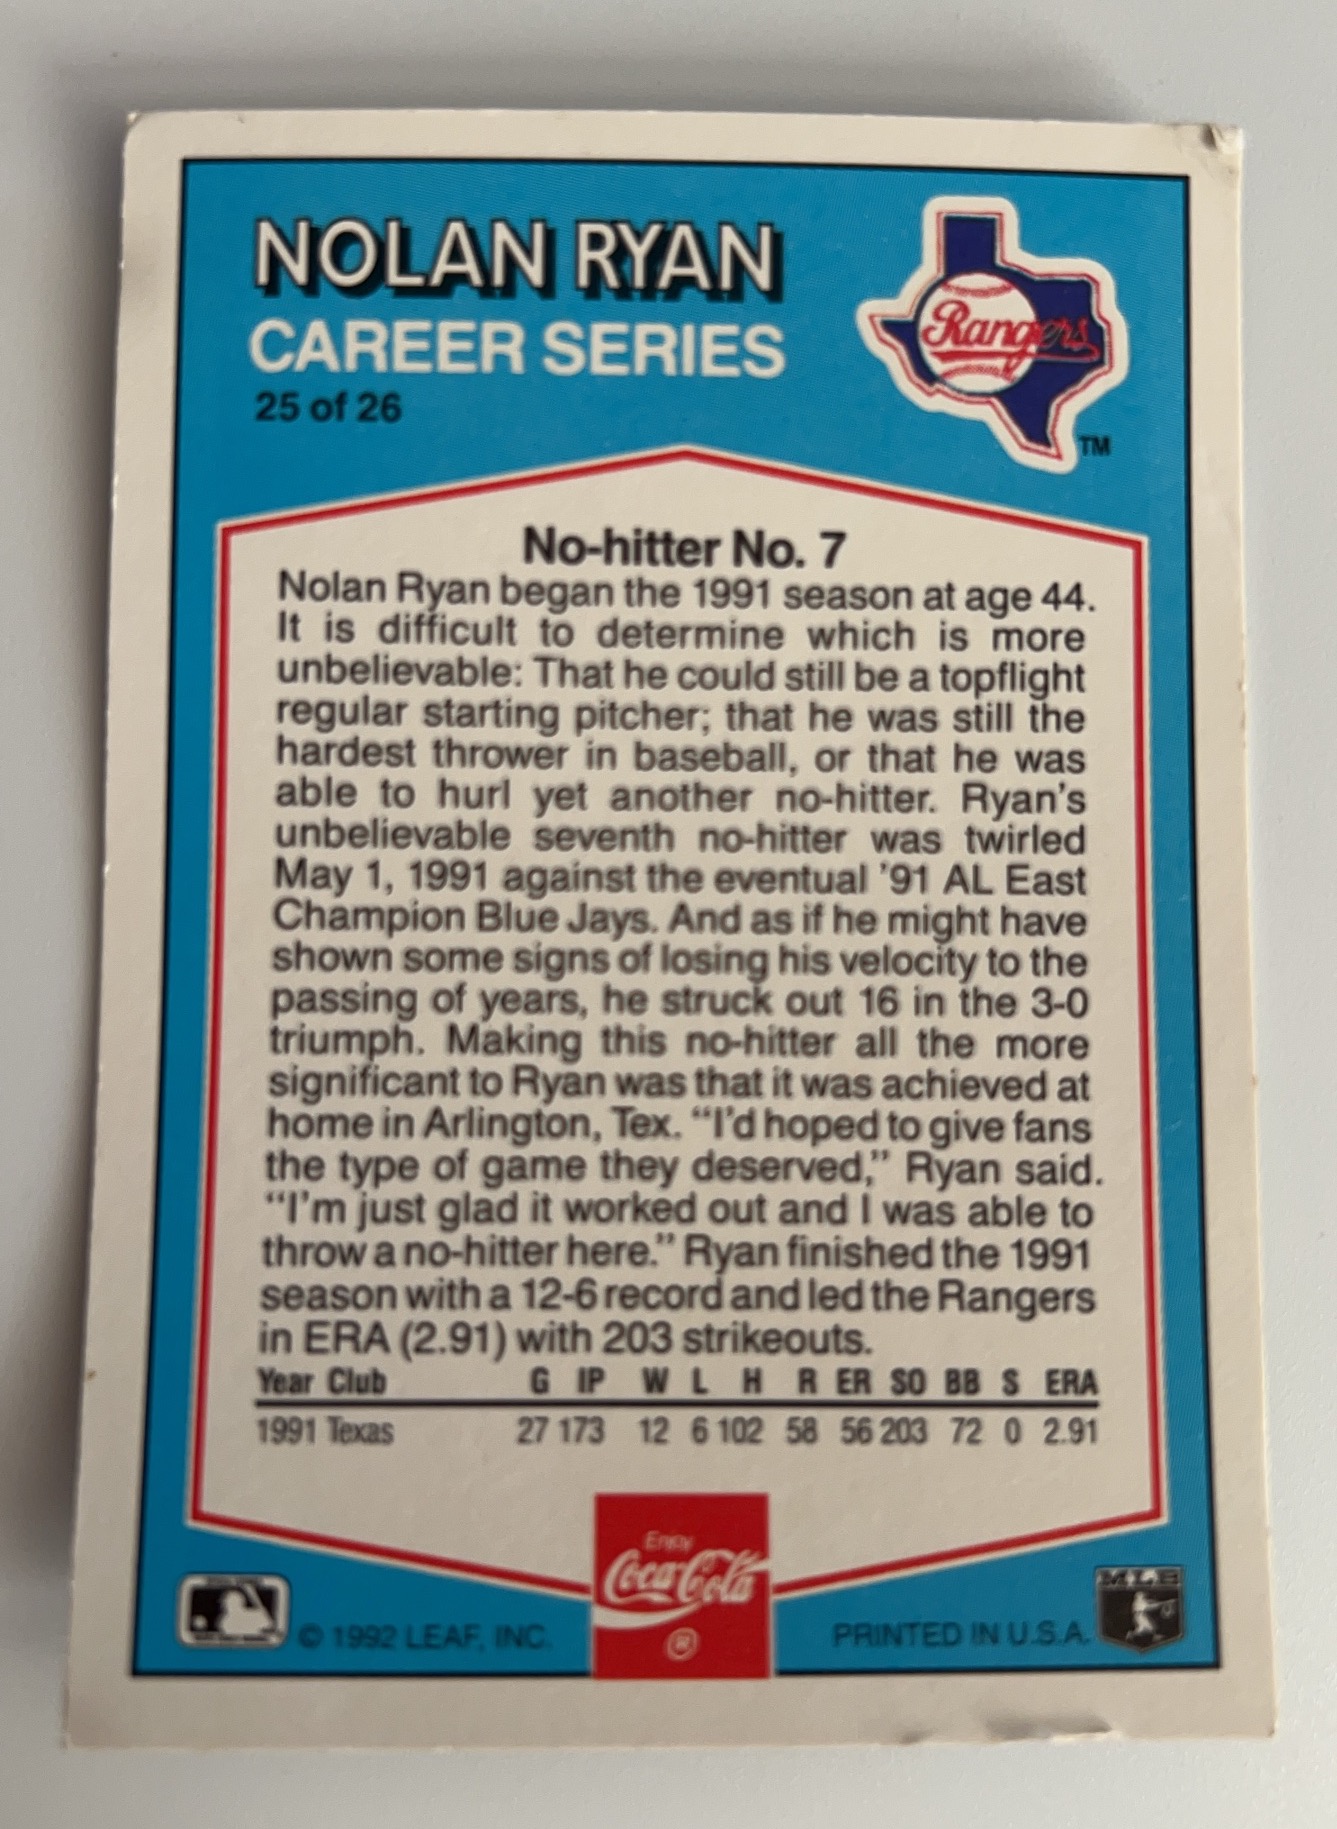 NOLAN RYAN
CAREER SERIES
25 of 26
Rangers
TM
No-hitter No. 7
Nolan Ryan began the 1991 season at age 44.
It is difficult to determine which is more
unbelievable: That he could still be a topflight
regular starting pitcher; that he was still the
hardest thrower in baseball, or that he was
able to hurl yet another no-hitter. Ryan's
unbelievable seventh no-hitter was twirled
May 1, 1991 against the eventual '91 AL East
Champion Blue Jays. And as if he might have
shown some signs of losing his velocity to the
passing of years, he struck out 16 in the 3-0
triumph. Making this no-hitter all the more
significant to Ryan was that it was achieved at
home in Arlington, Tex. "I'd hoped to give fans
the type of game they deserved," Ryan said.
"I'm just glad it worked out and I was able to
throw a no-hitter here." Ryan finished the 1991
season with a 12-6 record and led the Rangers
in ERA (2.91) with 203 strikeouts.
Year Club G IP W L H R ER SO BB S ERA
1991 Texas 27 173 12 6 102 58 56 203 72 0 2.91
Enjoy
Coca-Cola
®
© 1992 LEAF, INC.
PRINTED IN U.S.A.
MLB